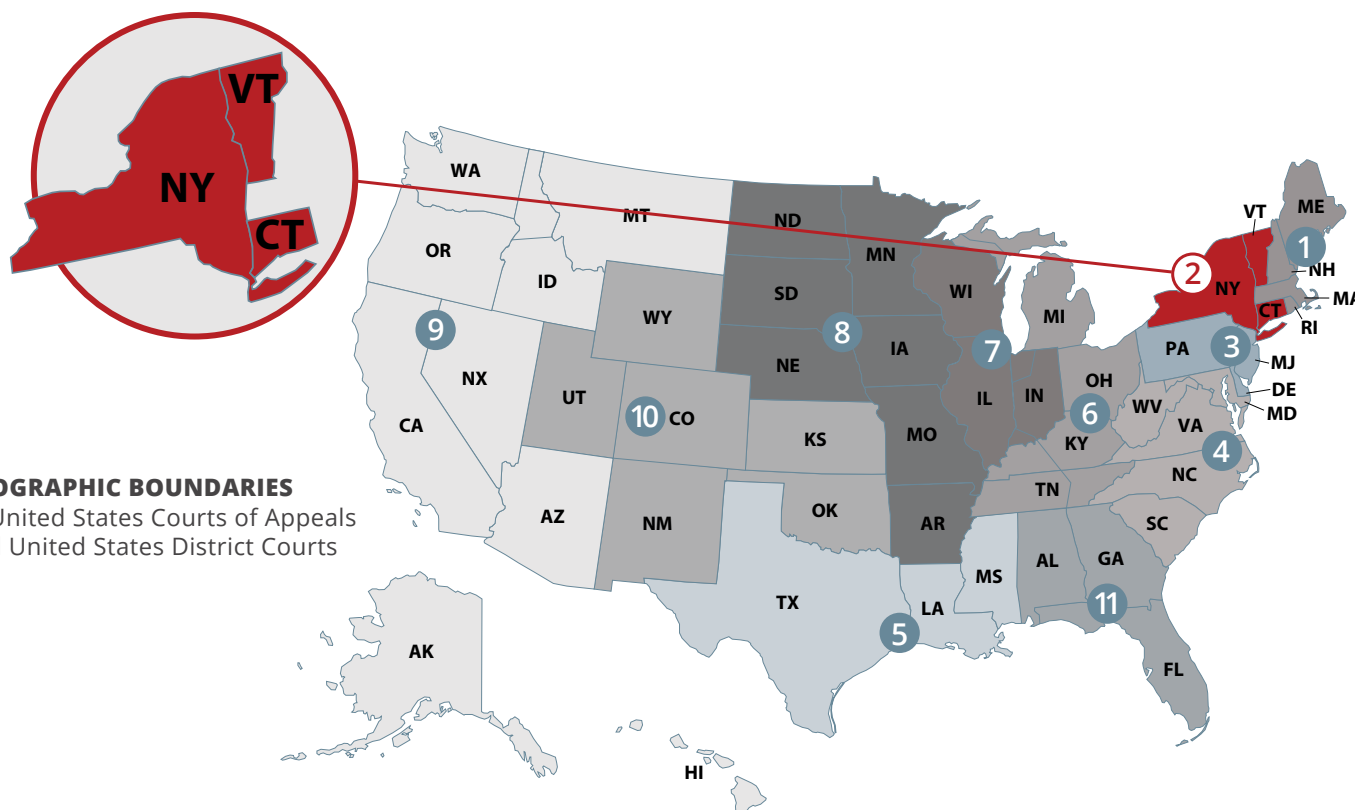 VT
NY
CT
WA
MT
ND
MN
VT
ME
1
NH
OR
ID
SD
WI
2
NY
MA
MI
CT
RI
WY
9
8
IA
7
PA
3
MJ
NE
NX
UT
10
CO
IL
IN
OH
6
DE
WV
MD
CA
KS
MO
KY
VA
4
OGRAPHIC BOUNDARIES
United States Courts of Appeals
United States District Courts
AZ
NM
OK
AR
TN
NC
SC
TX
LA
MS
AL
GA
11
5
AK
FL
HI